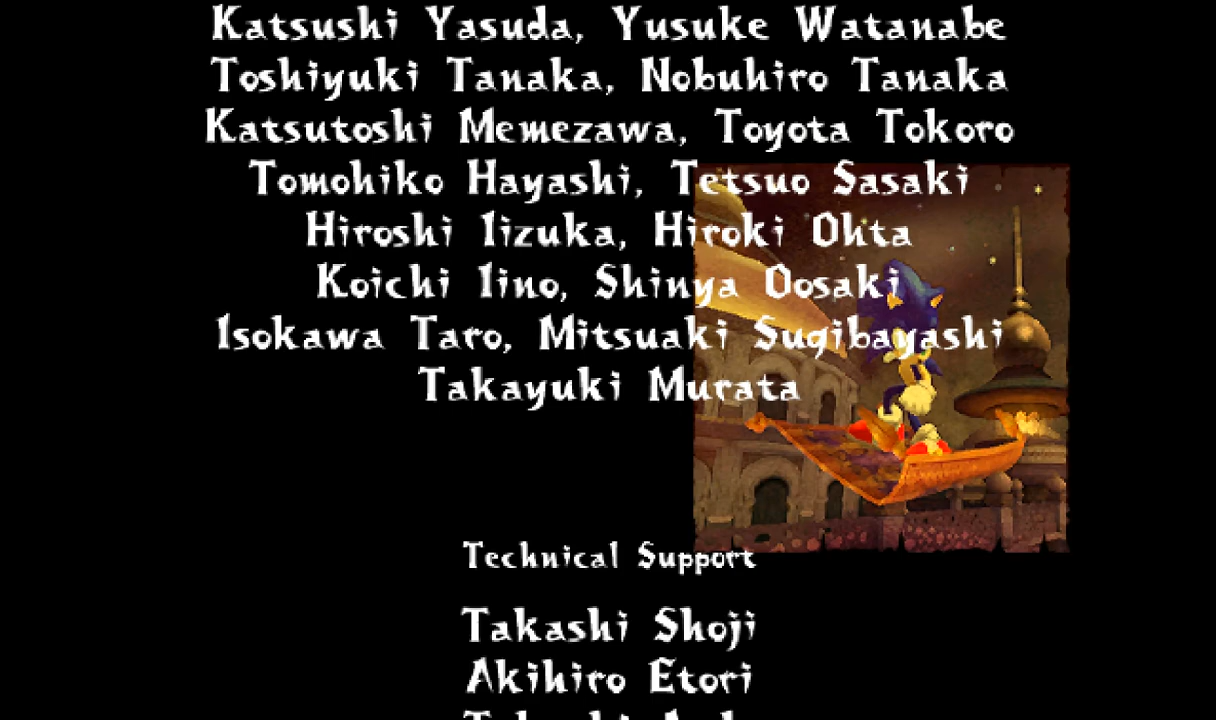 Katsushi Yasuda, Yusuke Watanabe
Toshiyuki Tanaka, Nobuhiro Tanaka
Katsutoshi Memezawa, Toyota Tokoro
Tomohiko Hayashi, Tetsuo Sasaki
Hiroshi Iizuka, Hiroki Ohta
Koichi Iino, Shinya Oosaki
Isokawa Taro, Mitsuaki Sugibayashi
Takayuki Murata
Technical Support
Takashi Shoji
Akihiro Etori